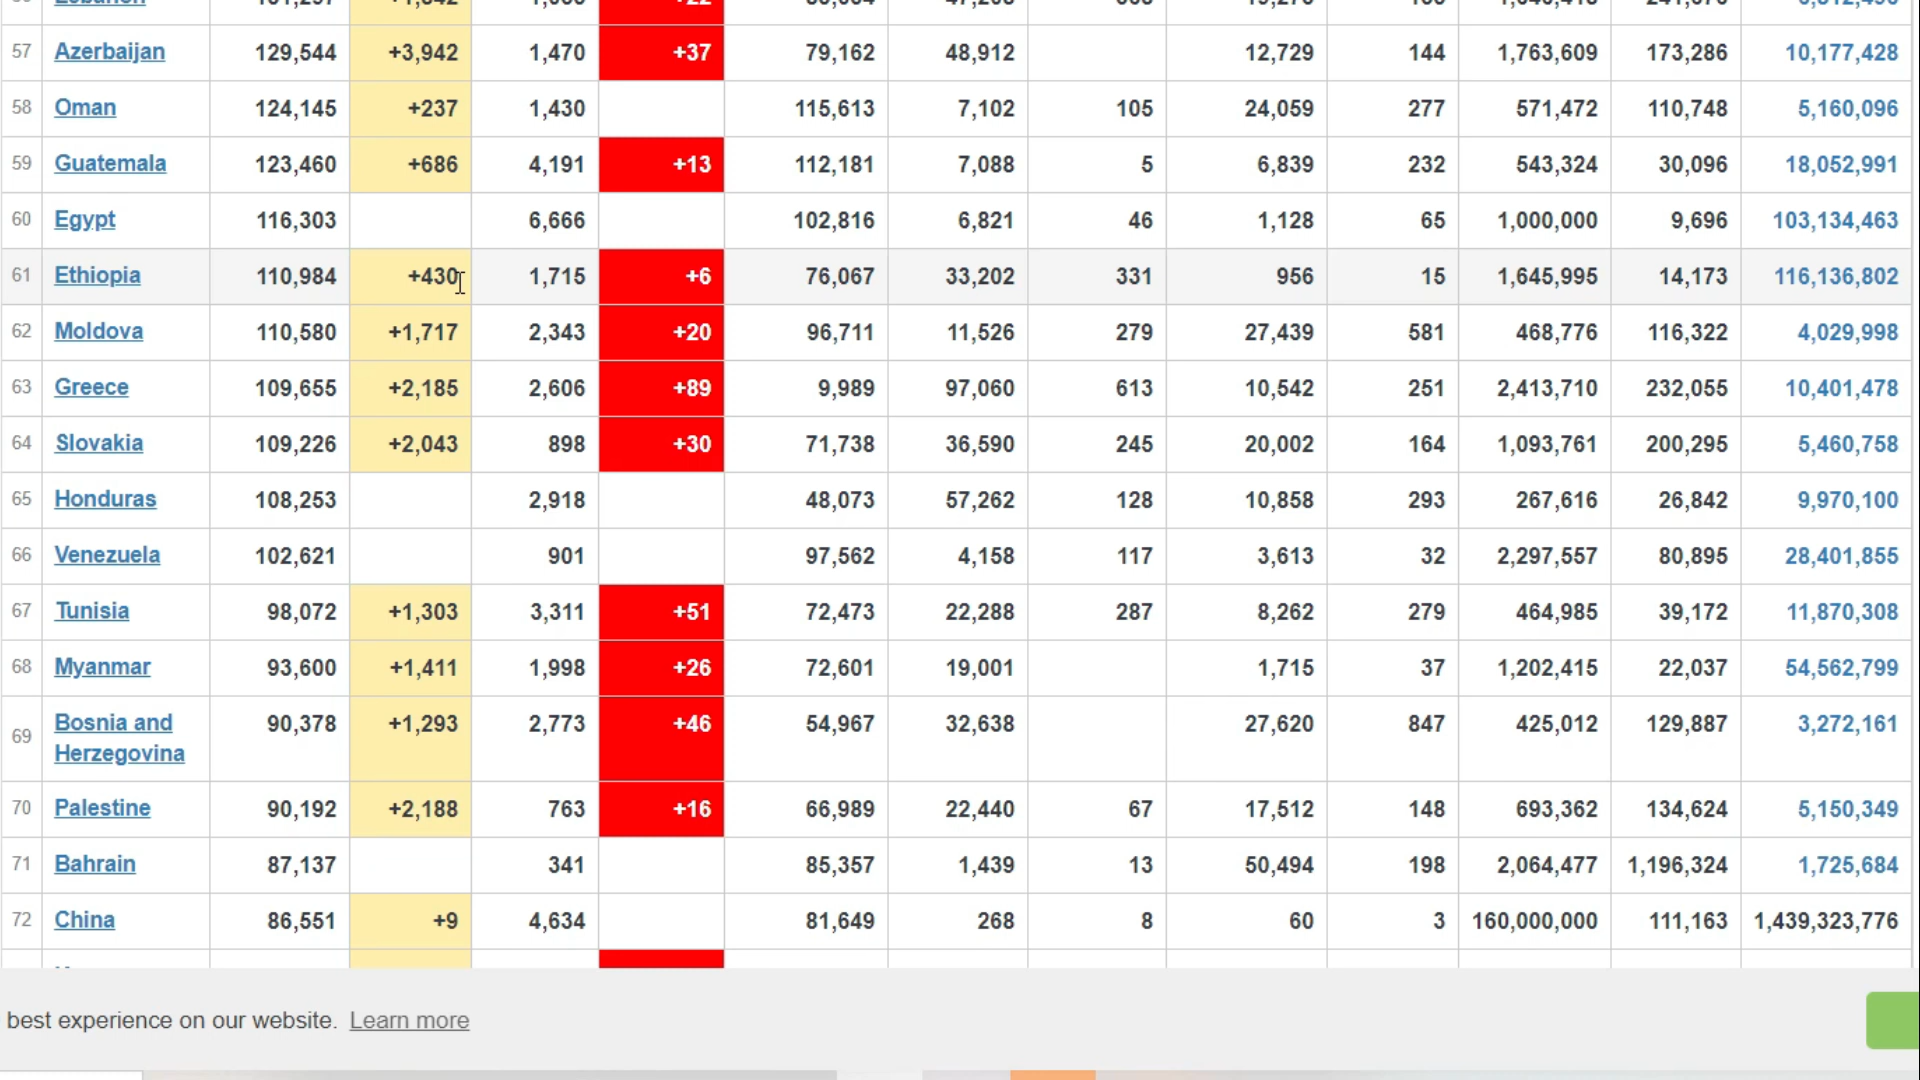 57 Azerbaijan 129,544 +3,942 1,470 +37 79,162 48,912 12,729 144 1,763,609 173,286 10,177,428
58 Oman 124,145 +237 1,430 115,613 7,102 105 24,059 277 571,472 110,748 5,160,096
59 Guatemala 123,460 +686 4,191 +13 112,181 7,088 5 6,839 232 543,324 30,096 18,052,991
60 Egypt 116,303 6,666 102,816 6,821 46 1,128 65 1,000,000 9,696 103,134,463
61 Ethiopia 110,984 +430 1,715 +6 76,067 33,202 331 956 15 1,645,995 14,173 116,136,802
62 Moldova 110,580 +1,717 2,343 +20 96,711 11,526 279 27,439 581 468,776 116,322 4,029,998
63 Greece 109,655 +2,185 2,606 +89 9,989 97,060 613 10,542 251 2,413,710 232,055 10,401,478
64 Slovakia 109,226 +2,043 898 +30 71,738 36,590 245 20,002 164 1,093,761 200,295 5,460,758
65 Honduras 108,253 2,918 48,073 57,262 128 10,858 293 267,616 26,842 9,970,100
66 Venezuela 102,621 901 97,562 4,158 117 3,613 32 2,297,557 80,895 28,401,855
67 Tunisia 98,072 +1,303 3,311 +51 72,473 22,288 287 8,262 279 464,985 39,172 11,870,308
68 Myanmar 93,600 +1,411 1,998 +26 72,601 19,001 1,715 37 1,202,415 22,037 54,562,799
69 Bosnia and 90,378 +1,293 2,773 +46 54,967 32,638 27,620 847 425,012 129,887 3,272,161
Herzegovina
70 Palestine 90,192 +2,188 763 +16 66,989 22,440 67 17,512 148 693,362 134,624 5,150,349
71 Bahrain 87,137 341 85,357 1,439 13 50,494 198 2,064,477 1,196,324 1,725,684
72 China 86,551 +9 4,634 81,649 268 8 60 3 160,000,000 111,163 1,439,323,776
best experience on our website. Learn more